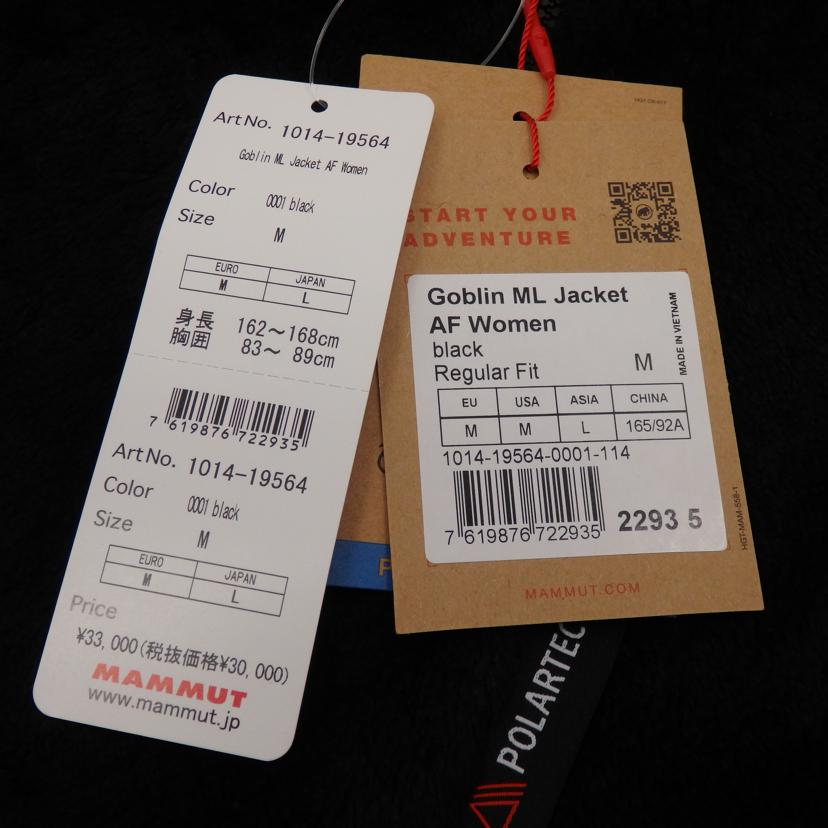 Art No. 1014-19564
Goblin ML Jacket AF Women
Color 0001 black
Size M
EURO JAPAN
M L
身長 162～168cm
胸囲 83～ 89cm
7 619876 722935
Art No. 1014-19564
Color 0001 black
Size M
EURO JAPAN
M L
Price
¥33,000(税抜価格¥30,000)
MAMMUT
www.mammut.jp
START YOUR
ADVENTURE
Goblin ML Jacket
AF Women
black
Regular Fit M
MADE IN VIETNAM
EU USA ASIA CHINA
M M L 165/92A
1014-19564-0001-114
7 619876 722935
2293 5
HGT-MAM-558-1
MAMMUT.COM
P
POLARTEC